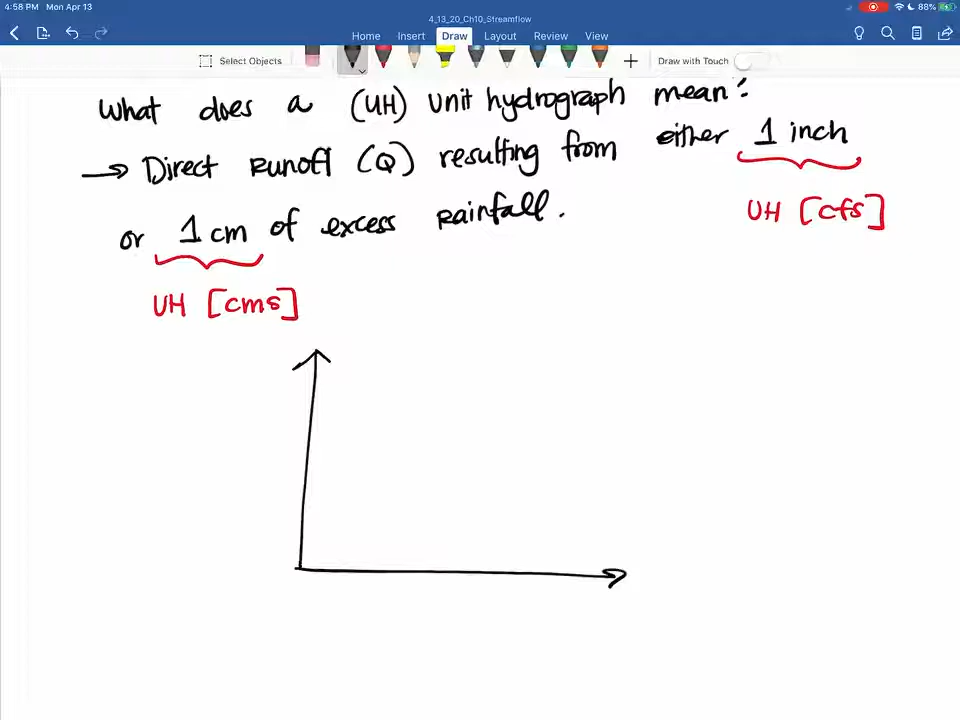 4:58 PM Mon Apr 13
88%
4_13_20_Ch10_Streamflow
Home Insert Draw Layout Review View
Select Objects
Draw with Touch
What does a (UH) unit hydrograph mean?
→ Direct Runoff (Q) resulting from either 1 inch
UH [cfs]
or 1 cm of excess rainfall.
UH [cms]